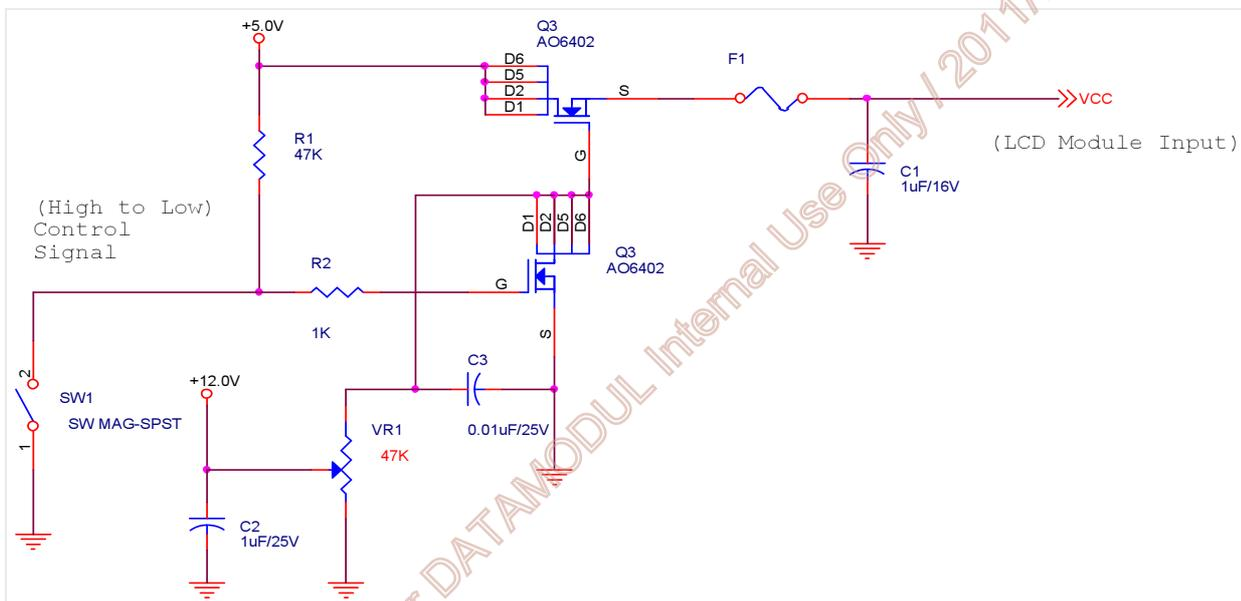 +5.0V
Q3
AO6402
D6
D5
D2
D1
S
F1
VCC
(LCD Module Input)
R1
47K
G
C1
1uF/16V
(High to Low)
Control
Signal
D1
D2
D5
D6
Q3
AO6402
R2
G
1K
S
2
SW1
SW MAG-SPST
1
+12.0V
C3
0.01uF/25V
VR1
47K
C2
1uF/25V
DATAMODUL Internal Use Only / 2011/